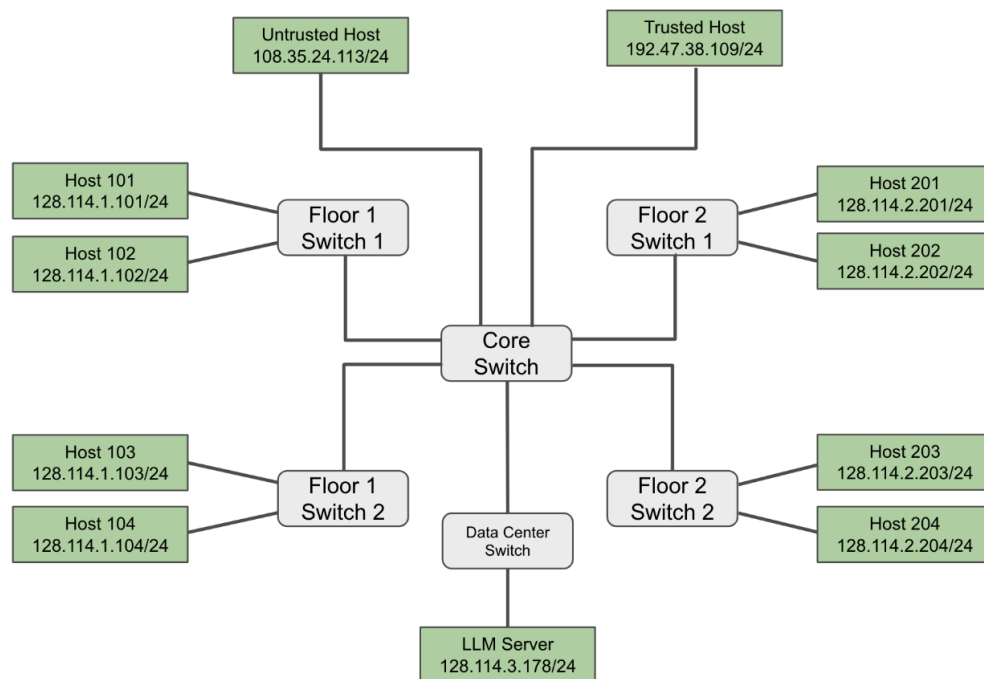 Untrusted Host
108.35.24.113/24
Trusted Host
192.47.38.109/24
Host 101
128.114.1.101/24
Host 102
128.114.1.102/24
Floor 1
Switch 1
Floor 2
Switch 1
Host 201
128.114.2.201/24
Host 202
128.114.2.202/24
Core
Switch
Host 103
128.114.1.103/24
Host 104
128.114.1.104/24
Floor 1
Switch 2
Data Center
Switch
Floor 2
Switch 2
Host 203
128.114.2.203/24
Host 204
128.114.2.204/24
LLM Server
128.114.3.178/24